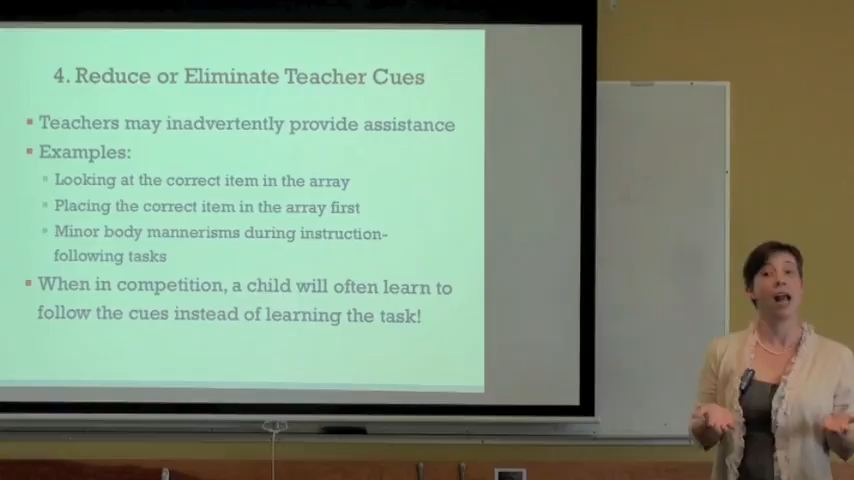 4. Reduce or Eliminate Teacher Cues
Teachers may inadvertently provide assistance
Examples:
Looking at the correct item in the array
Placing the correct item in the array first
Minor body mannerisms during instruction-
following tasks
When in competition, a child will often learn to
follow the cues instead of learning the task!